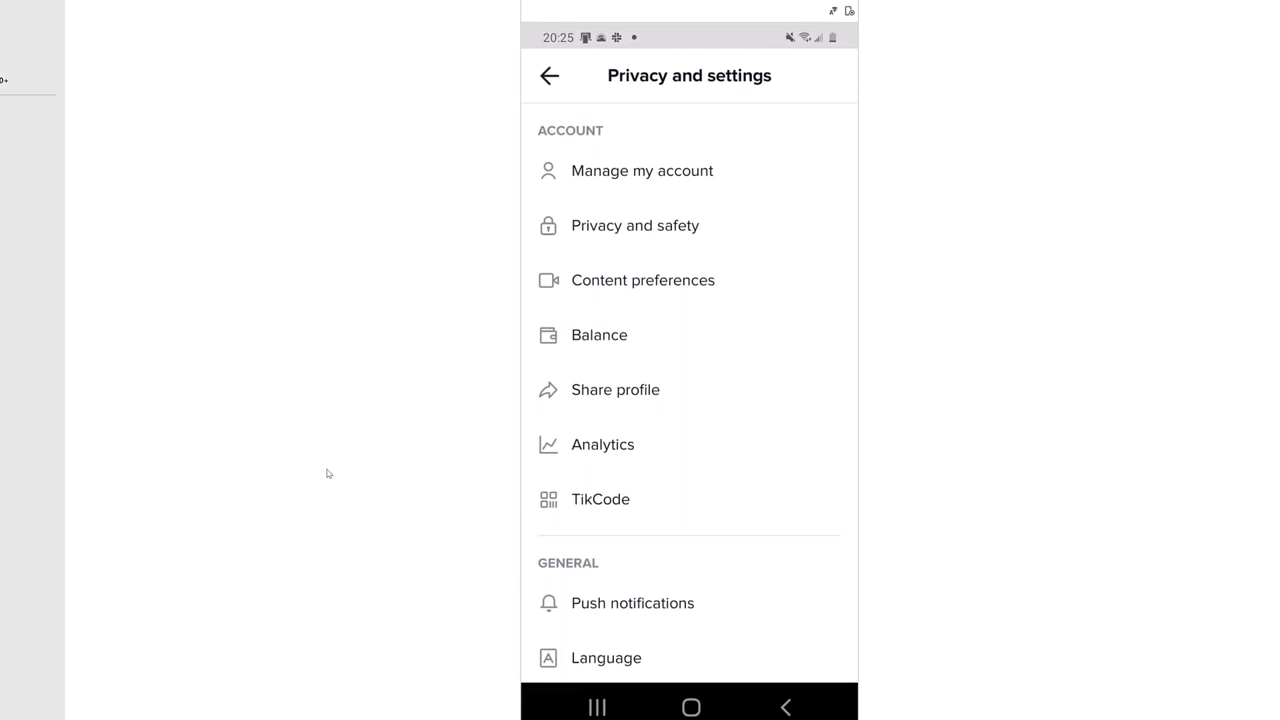 0+
20:25
Privacy and settings
ACCOUNT
Manage my account
Privacy and safety
Content preferences
Balance
Share profile
Analytics
TikCode
GENERAL
Push notifications
A Language